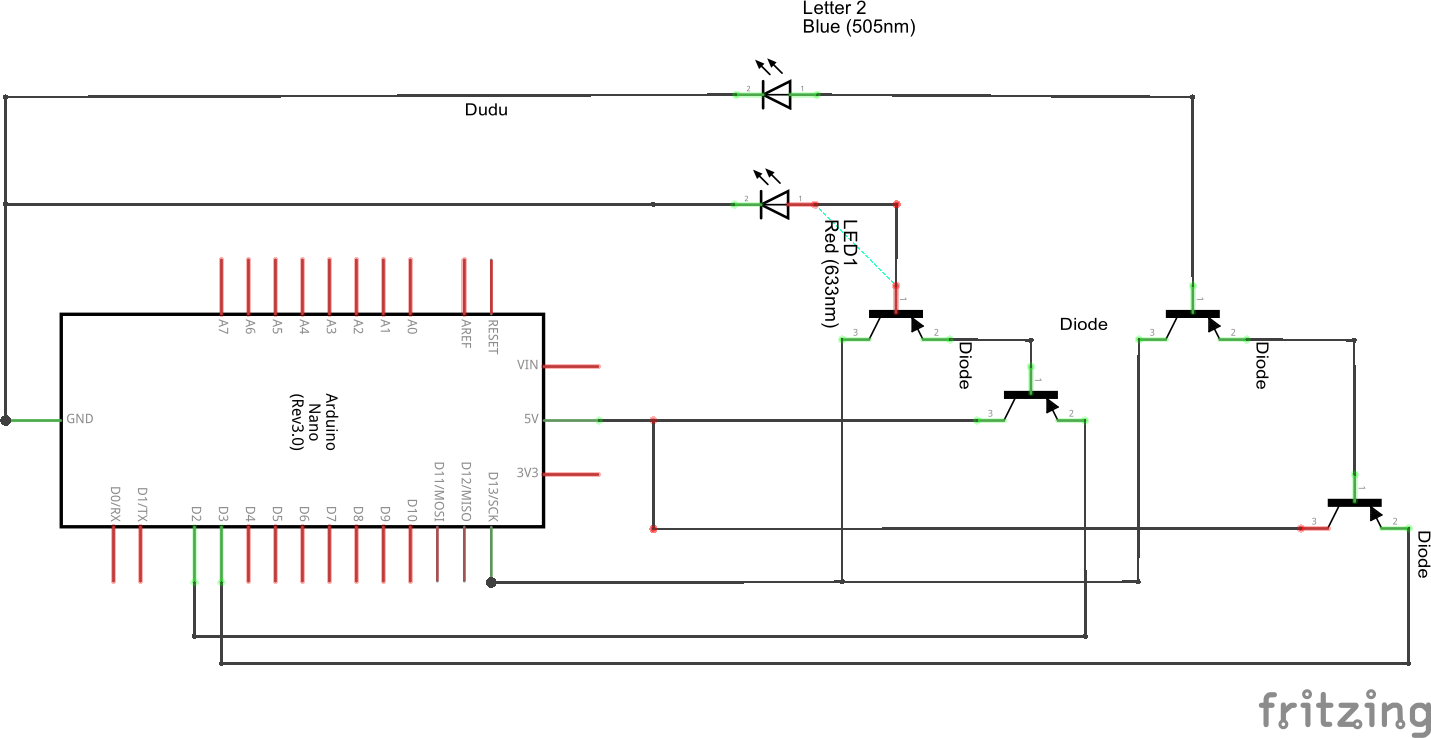 Letter 2
Blue (505nm)
2
1
Dudu
2
1
LED1
Red (633nm)
A7
A6
A5
A4
A3
A2
A1
A0
AREF
RESET
1
3
2
Diode
Diode
1
3
2
Diode
VIN
GND
5V
3V3
Arduino
Nano
(Rev3.0)
1
3
2
D0/RX
D1/TX
D2
D3
D4
D5
D6
D7
D8
D9
D10
D11/MOSI
D12/MISO
D13/SCK
1
3
2
Diode
fritzing